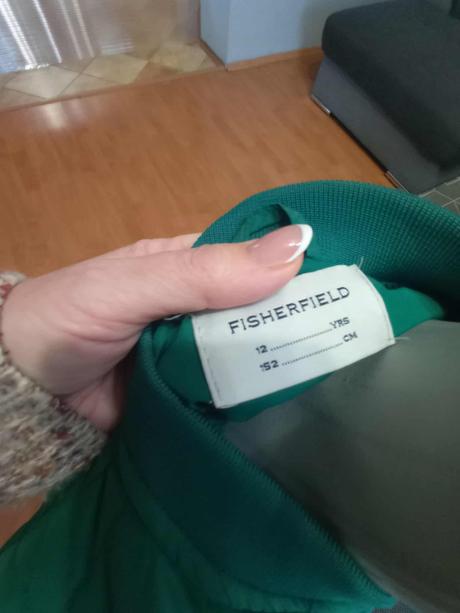 FISHERFIELD
12 ..................... YRS
152 ..................... CM